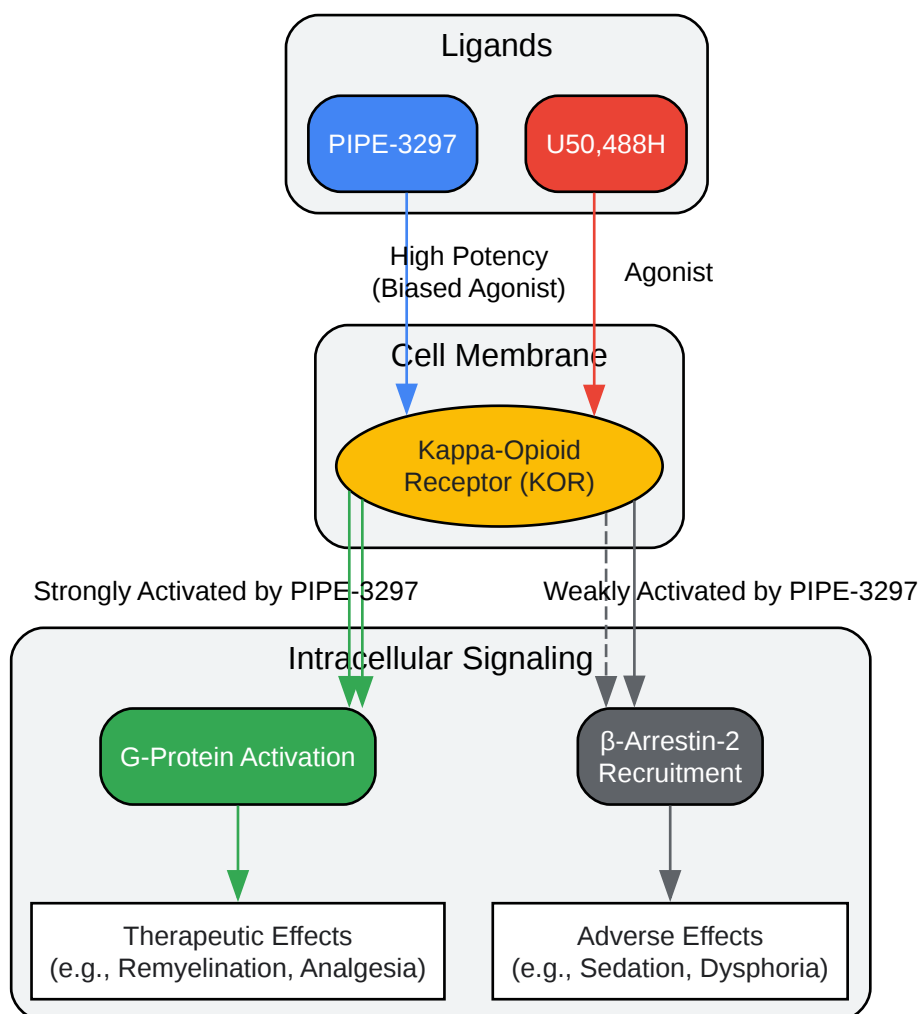 Ligands
PIPE-3297
U50,488H
High Potency
(Biased Agonist)
Agonist
Cell Membrane
Kappa-Opioid
Receptor (KOR)
Strongly Activated by PIPE-3297
Weakly Activated by PIPE-3297
Intracellular Signaling
G-Protein Activation
β-Arrestin-2
Recruitment
Therapeutic Effects
(e.g., Remyelination, Analgesia)
Adverse Effects
(e.g., Sedation, Dysphoria)